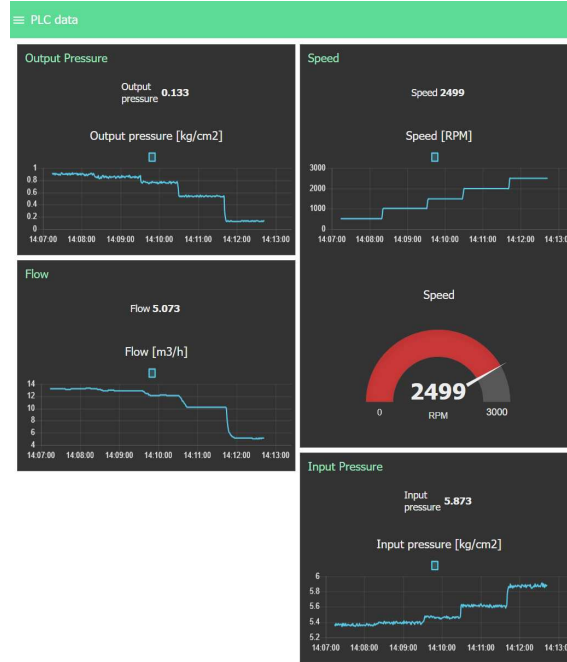 PLC data
Output Pressure
Output
pressure 0.133
Output pressure [kg/cm2]
1
0.8
0.6
0.4
0.2
0
14:07:00 14:08:00 14:09:00 14:10:00 14:11:00 14:12:00 14:13:00
Flow
Flow 5.073
Flow [m3/h]
14
12
10
8
6
4
14:07:00 14:08:00 14:09:00 14:10:00 14:11:00 14:12:00 14:13:00
Speed
Speed 2499
Speed [RPM]
3000
2000
1000
0
14:07:00 14:08:00 14:09:00 14:10:00 14:11:00 14:12:00 14:13:0
Speed
2499
0 RPM 3000
Input Pressure
Input
pressure 5.873
Input pressure [kg/cm2]
6
5.8
5.6
5.4
5.2
14:07:00 14:08:00 14:09:00 14:10:00 14:11:00 14:12:00 14:13:0